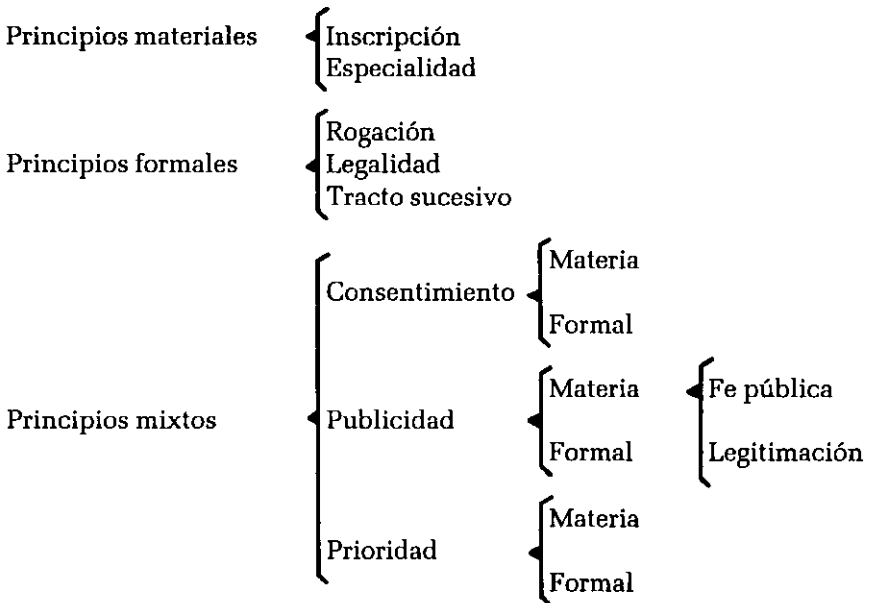 Principios materiales
Inscripción
Especialidad
Principios formales
Rogación
Legalidad
Tracto sucesivo
Principios mixtos
Consentimiento
Materia
Formal
Publicidad
Materia
Fe pública
Legitimación
Formal
Prioridad
Materia
Formal